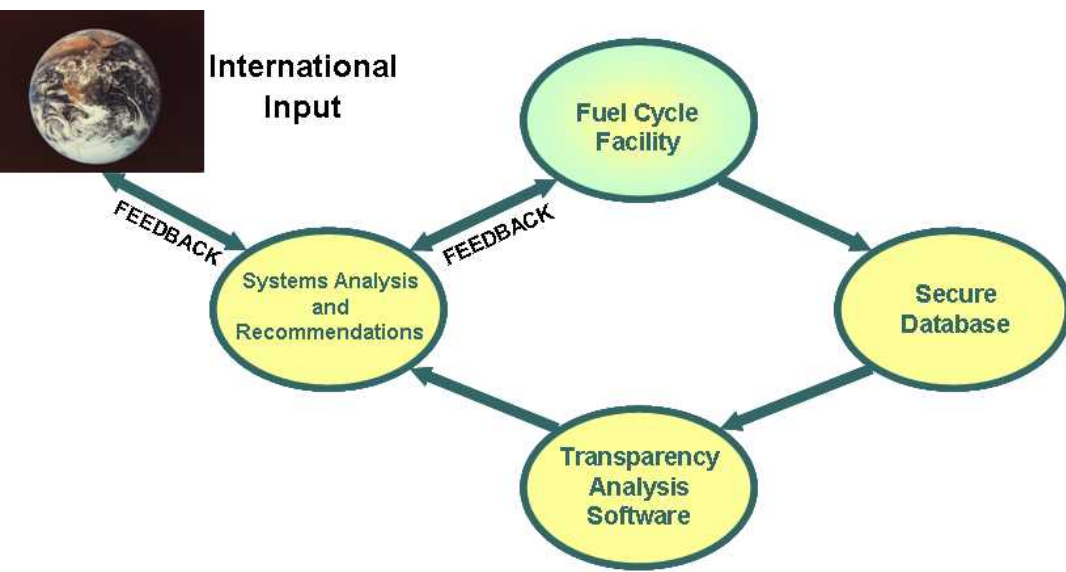 International
Input
Fuel Cycle
Facility
FEEDBACK
FEEDBACK
Systems Analysis
and
Recommendations
Secure
Database
Transparency
Analysis
Software